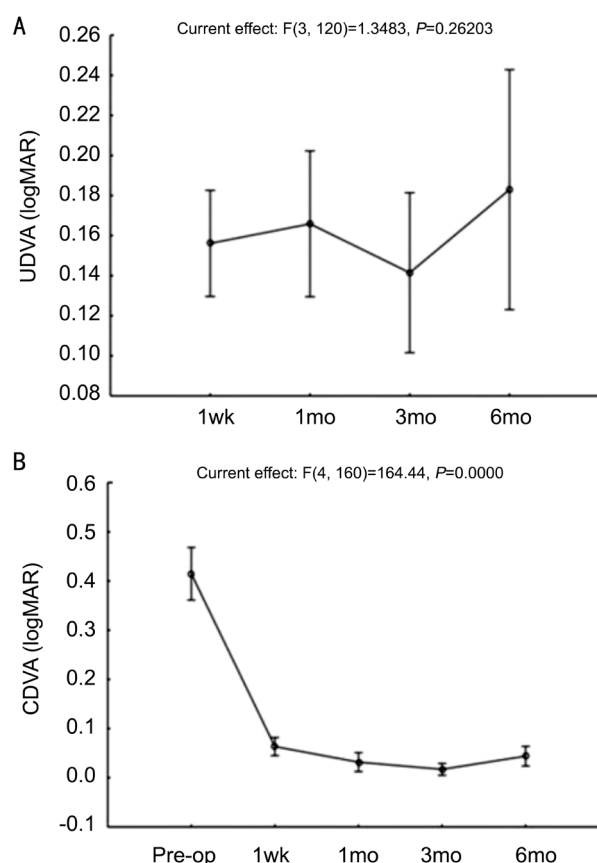 A
Current effect: F(3, 120)=1.3483, P=0.26203
0.26
0.24
0.22
0.20
0.18
0.16
0.14
0.12
0.10
0.08
UDVA (logMAR)
1wk 1mo 3mo 6mo
B
Current effect: F(4, 160)=164.44, P=0.0000
0.6
0.5
0.4
0.3
0.2
0.1
0.0
-0.1
CDVA (logMAR)
Pre-op 1wk 1mo 3mo 6mo